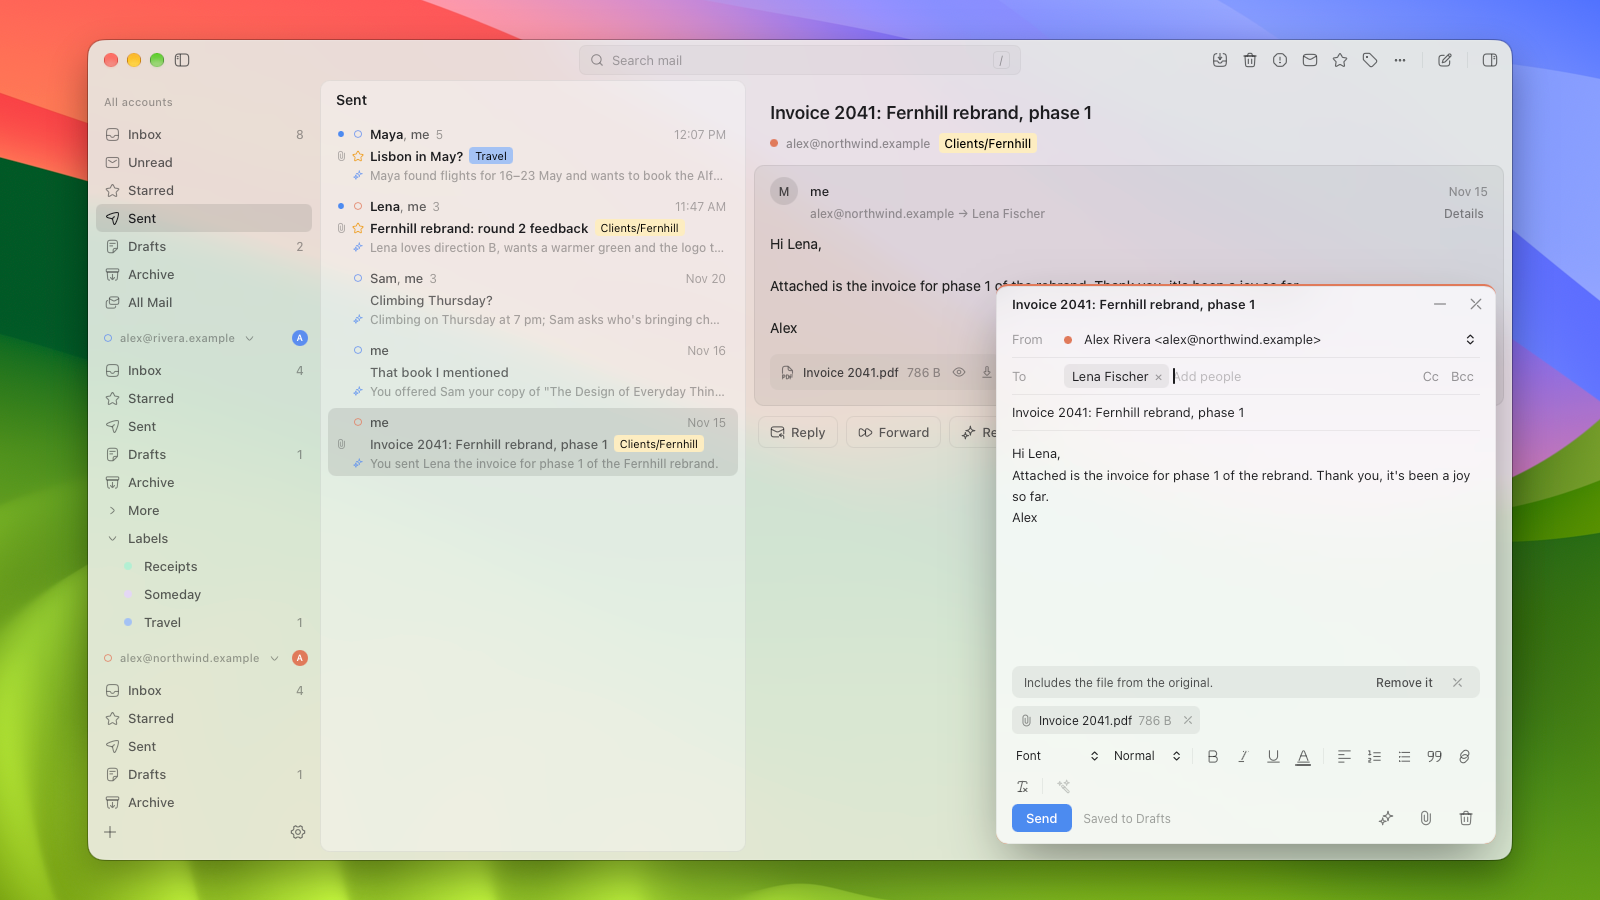 Search mail
/
All accounts
Inbox 8
Unread
Starred
Sent
Drafts 2
Archive
All Mail
alex@rivera.example A
Inbox 4
Starred
Sent
Drafts 1
Archive
More
Labels
Receipts
Someday
Travel 1
alex@northwind.example A
Inbox 4
Starred
Sent
Drafts 1
Archive
Sent
Maya, me 5 12:07 PM
Lisbon in May? Travel
Maya found flights for 16–23 May and wants to book the Alf...
Lena, me 3 11:47 AM
Fernhill rebrand: round 2 feedback Clients/Fernhill
Lena loves direction B, wants a warmer green and the logo t...
Sam, me 3 Nov 20
Climbing Thursday?
Climbing on Thursday at 7 pm; Sam asks who's bringing ch...
me Nov 16
That book I mentioned
You offered Sam your copy of "The Design of Everyday Thin...
me Nov 15
Invoice 2041: Fernhill rebrand, phase 1 Clients/Fernhill
You sent Lena the invoice for phase 1 of the Fernhill rebrand.
Invoice 2041: Fernhill rebrand, phase 1
alex@northwind.example Clients/Fernhill
M me Nov 15
alex@northwind.example → Lena Fischer Details
Hi Lena,
Attached is the invoice for phase 1 of the rebrand. Thank you, it's been a joy so far.
Alex
PDF Invoice 2041.pdf 786 B
Reply Forward Re
Invoice 2041: Fernhill rebrand, phase 1
From Alex Rivera <alex@northwind.example>
To Lena Fischer × Add people Cc Bcc
Invoice 2041: Fernhill rebrand, phase 1
Hi Lena,
Attached is the invoice for phase 1 of the rebrand. Thank you, it's been a joy
so far.
Alex
Includes the file from the original. Remove it
Invoice 2041.pdf 786 B
Font Normal B I U A
Send Saved to Drafts